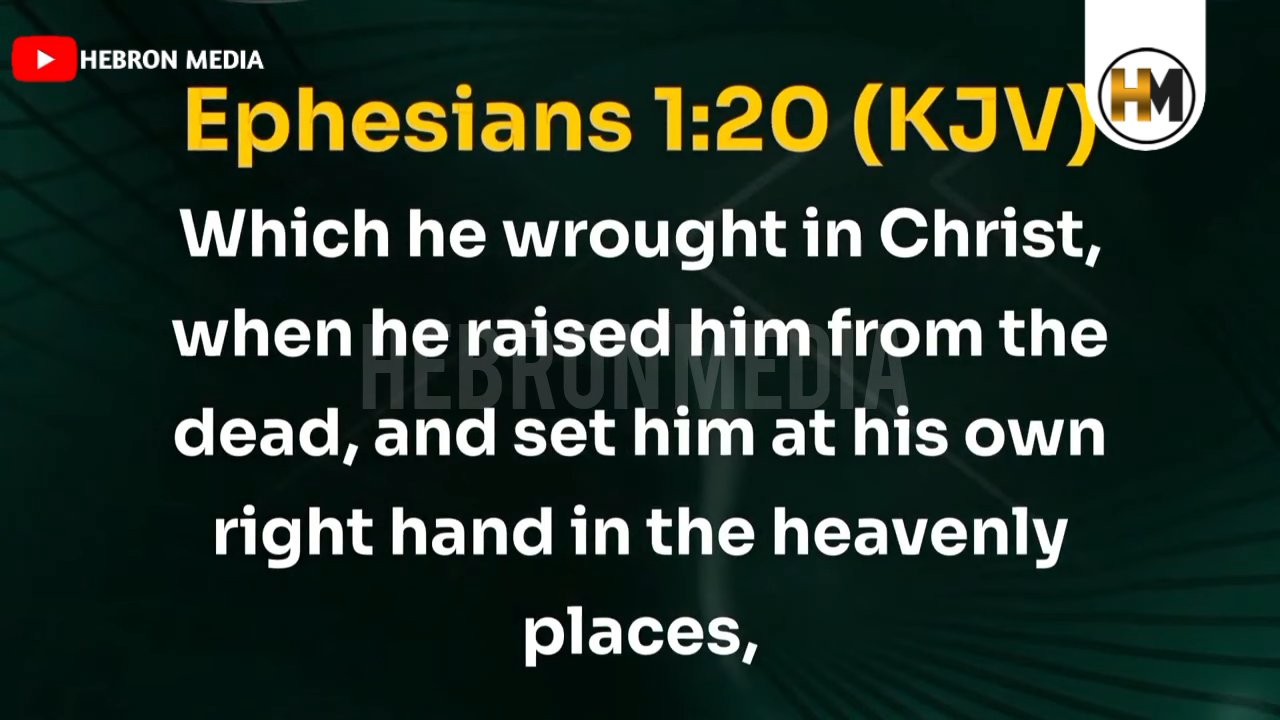 HEBRON MEDIA
HM
Ephesians 1:20 (KJV)
Which he wrought in Christ,
when he raised him from the
HEBRON MEDIA
dead, and set him at his own
right hand in the heavenly
places,